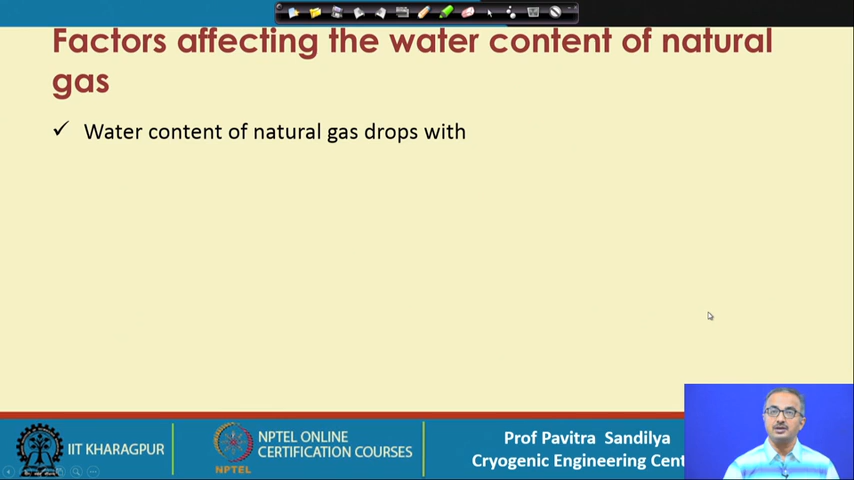 Factors affecting the water content of natural
gas
✓ Water content of natural gas drops with
IIT KHARAGPUR
NPTEL
NPTEL ONLINE
CERTIFICATION COURSES
Prof Pavitra Sandilya
Cryogenic Engineering Cent